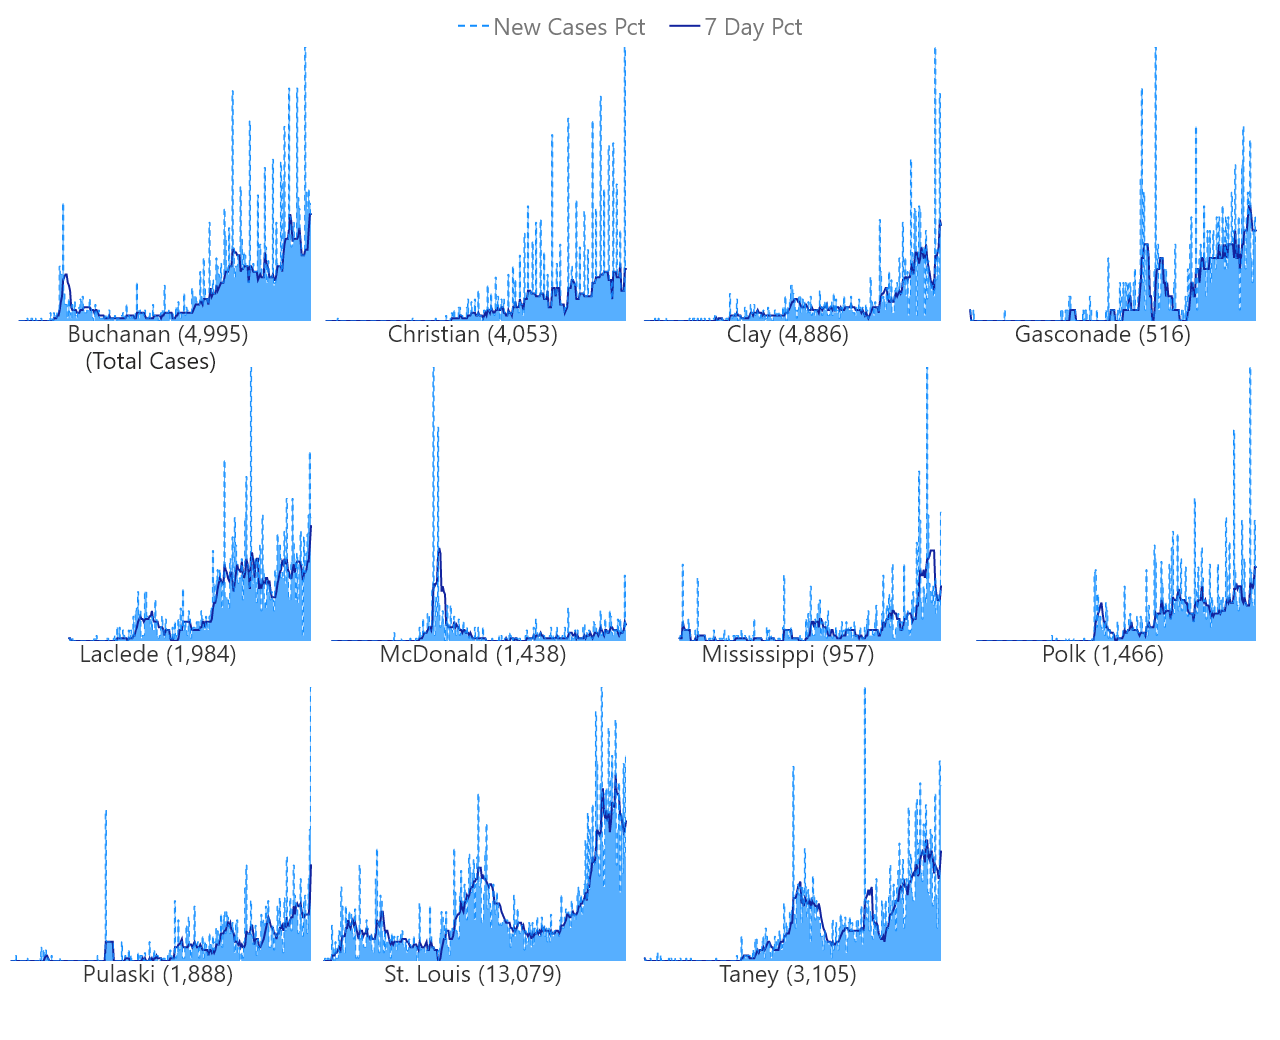 New Cases Pct 7 Day Pct
Buchanan (4,995) Christian (4,053) Clay (4,886) Gasconade (516)
(Total Cases)
Laclede (1,984) McDonald (1,438) Mississippi (957) Polk (1,466)
Pulaski (1,888) St. Louis (13,079) Taney (3,105)